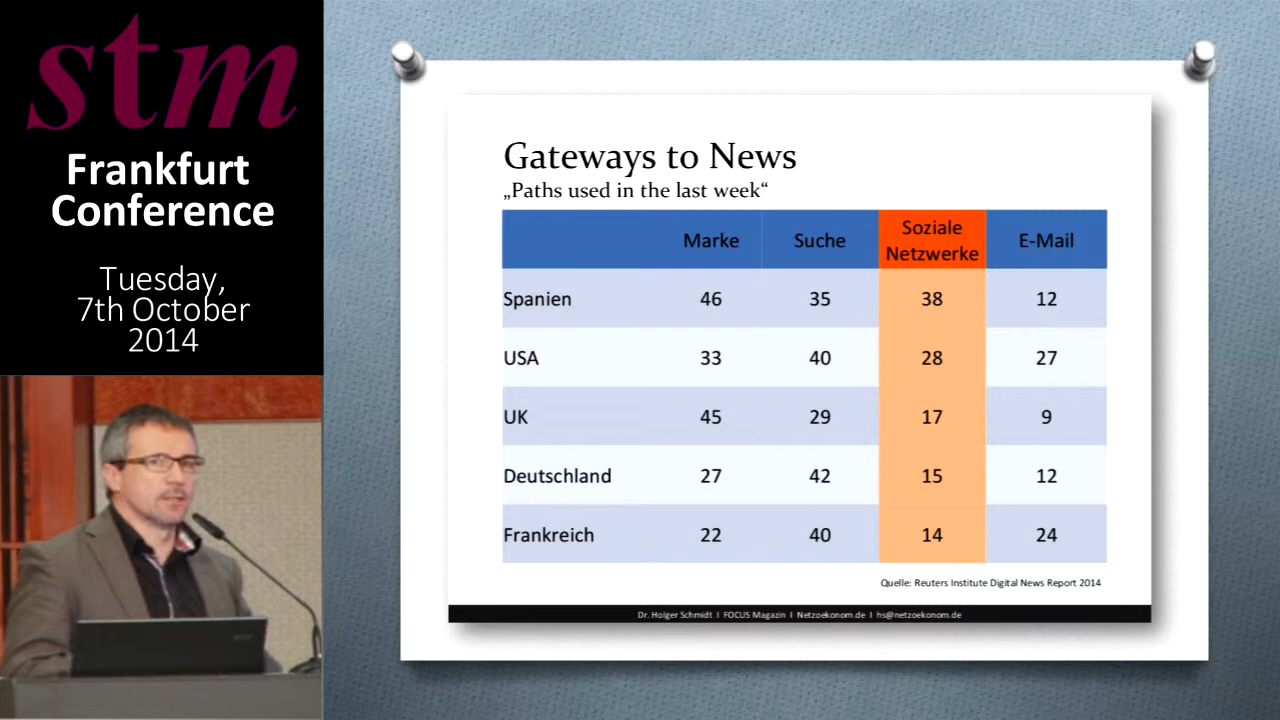 stm
Frankfurt
Conference
Tuesday,
7th October
2014
Gateways to News
„Paths used in the last week“
Marke Suche Soziale Netzwerke E-Mail
Spanien 46 35 38 12
USA 33 40 28 27
UK 45 29 17 9
Deutschland 27 42 15 12
Frankreich 22 40 14 24
Quelle: Reuters Institute Digital News Report 2014
Dr. Holger Schmidt I FOCUS Magazin I Netzoekonom.de I hs@netzoekonom.de